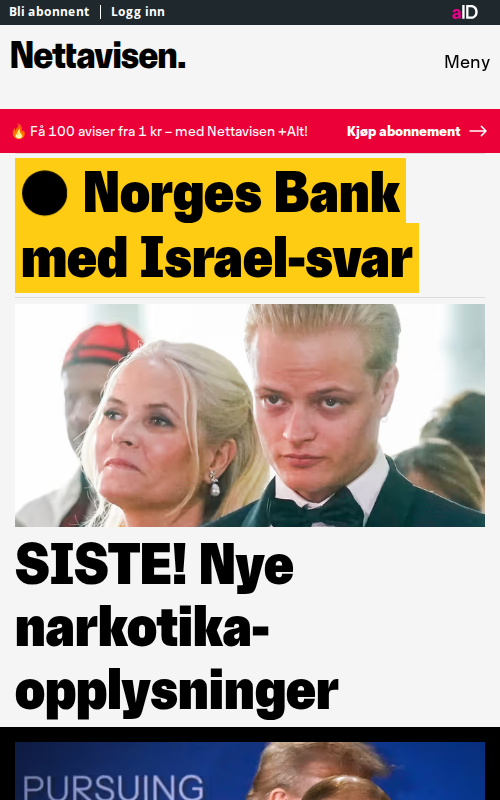 Bli abonnent | Logg inn
aID
Nettavisen.
Meny
🔥 Få 100 aviser fra 1 kr – med Nettavisen +Alt!
Kjøp abonnement →
● Norges Bank
med Israel-svar
SISTE! Nye
narkotika-
opplysninger
PURSUING